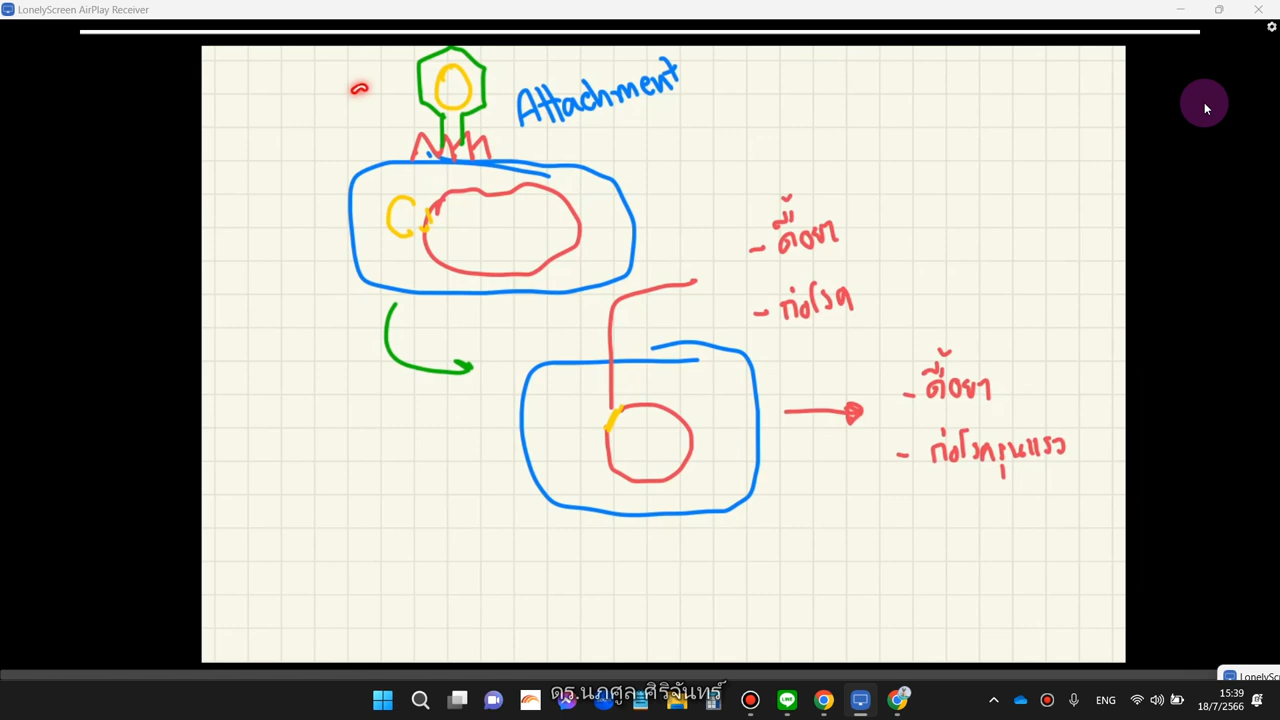 LonelyScreen AirPlay Receiver
Attachment
- ดื้อยา
- ก่อโรค
- ดื้อยา
- ก่อโรครุนแรง
ดร.นภศูล ศิริจันทร์
ENG
15:39
18/7/2566
LonelyScreen